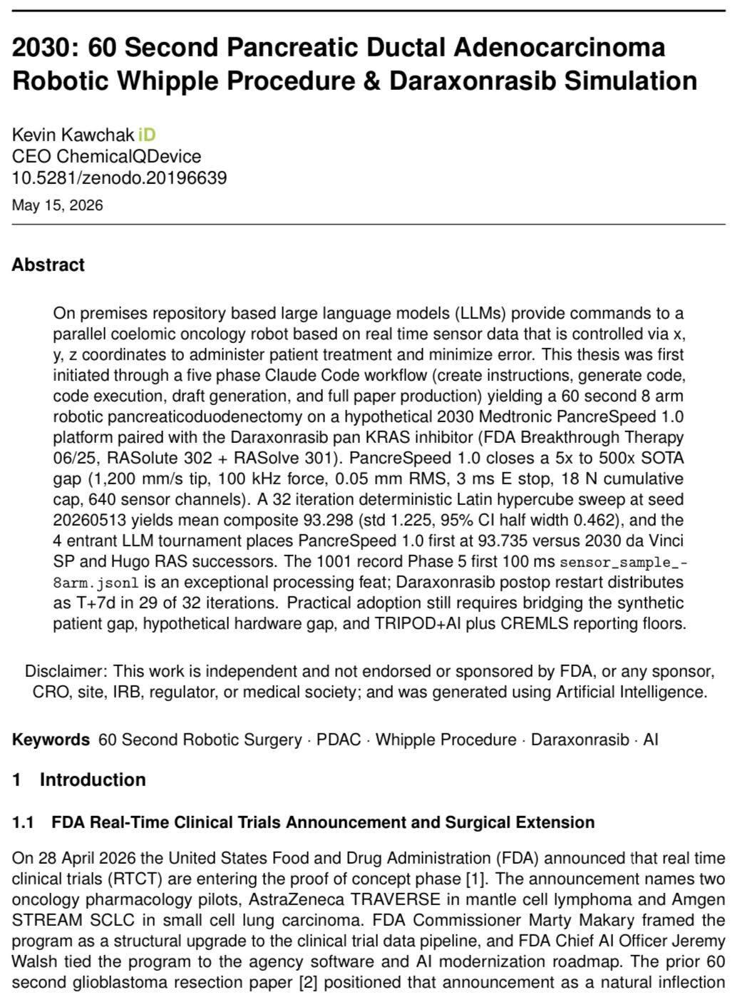 2030: 60 Second Pancreatic Ductal Adenocarcinoma
Robotic Whipple Procedure & Daraxonrasib Simulation
Kevin Kawchak iD
CEO ChemicalQDevice
10.5281/zenodo.20196639
May 15, 2026
Abstract
On premises repository based large language models (LLMs) provide commands to a
parallel coelomic oncology robot based on real time sensor data that is controlled via x,
y, z coordinates to administer patient treatment and minimize error. This thesis was first
initiated through a five phase Claude Code workflow (create instructions, generate code,
code execution, draft generation, and full paper production) yielding a 60 second 8 arm
robotic pancreaticoduodenectomy on a hypothetical 2030 Medtronic PancreSpeed 1.0
platform paired with the Daraxonrasib pan KRAS inhibitor (FDA Breakthrough Therapy
06/25, RASolute 302 + RASolve 301). PancreSpeed 1.0 closes a 5x to 500x SOTA
gap (1,200 mm/s tip, 100 kHz force, 0.05 mm RMS, 3 ms E stop, 18 N cumulative
cap, 640 sensor channels). A 32 iteration deterministic Latin hypercube sweep at seed
20260513 yields mean composite 93.298 (std 1.225, 95% CI half width 0.462), and the
4 entrant LLM tournament places PancreSpeed 1.0 first at 93.735 versus 2030 da Vinci
SP and Hugo RAS successors. The 1001 record Phase 5 first 100 ms sensor_sample_-
8arm.jsonl is an exceptional processing feat; Daraxonrasib postop restart distributes
as T+7d in 29 of 32 iterations. Practical adoption still requires bridging the synthetic
patient gap, hypothetical hardware gap, and TRIPOD+AI plus CREMLS reporting floors.
Disclaimer: This work is independent and not endorsed or sponsored by FDA, or any sponsor,
CRO, site, IRB, regulator, or medical society; and was generated using Artificial Intelligence.
Keywords 60 Second Robotic Surgery · PDAC · Whipple Procedure · Daraxonrasib · AI
1 Introduction
1.1 FDA Real-Time Clinical Trials Announcement and Surgical Extension
On 28 April 2026 the United States Food and Drug Administration (FDA) announced that real time
clinical trials (RTCT) are entering the proof of concept phase [1]. The announcement names two
oncology pharmacology pilots, AstraZeneca TRAVERSE in mantle cell lymphoma and Amgen
STREAM SCLC in small cell lung carcinoma. FDA Commissioner Marty Makary framed the
program as a structural upgrade to the clinical trial data pipeline, and FDA Chief AI Officer Jeremy
Walsh tied the program to the agency software and AI modernization roadmap. The prior 60
second glioblastoma resection paper [2] positioned that announcement as a natural inflection